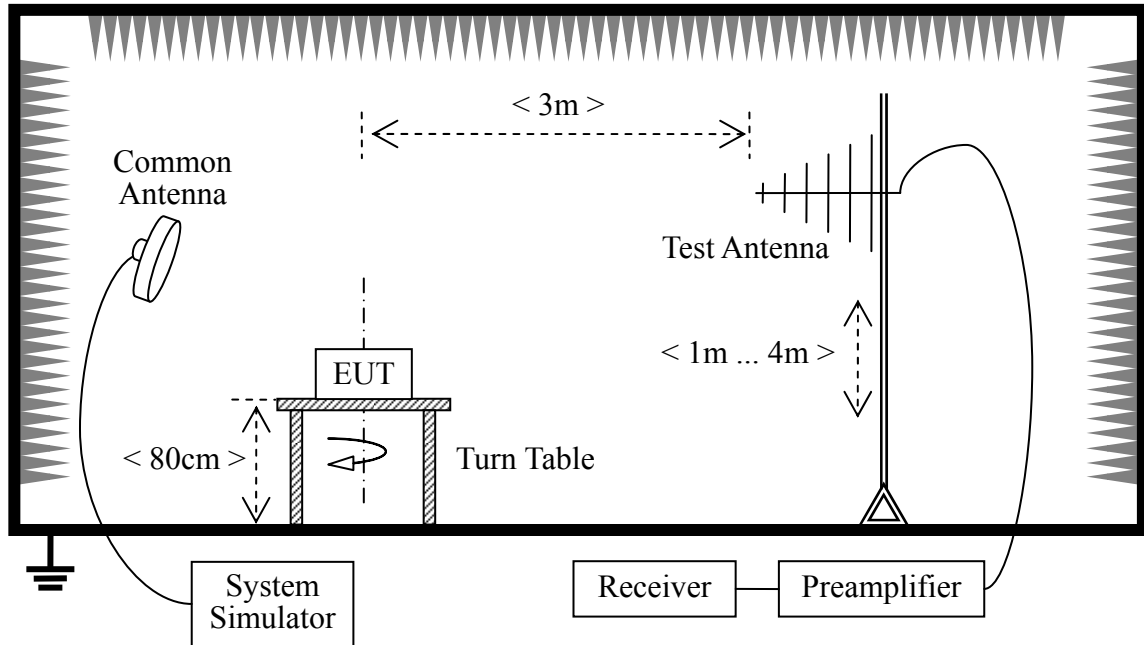 < 3m >
Common
Antenna
Test Antenna
< 1m ... 4m >
EUT
< 80cm >
Turn Table
System
Simulator
Receiver
Preamplifier